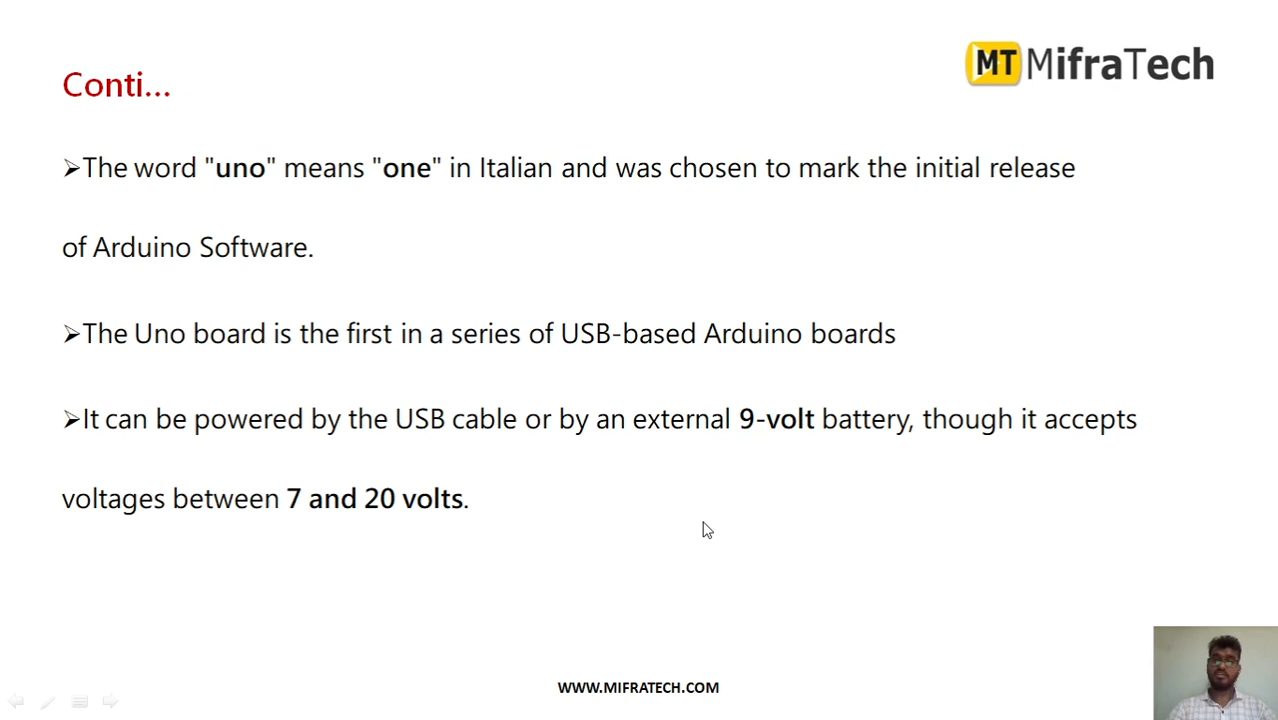 MT MifraTech
Conti...
➢The word "uno" means "one" in Italian and was chosen to mark the initial release
of Arduino Software.
➢The Uno board is the first in a series of USB-based Arduino boards
➢It can be powered by the USB cable or by an external 9-volt battery, though it accepts
voltages between 7 and 20 volts.
WWW.MIFRATECH.COM